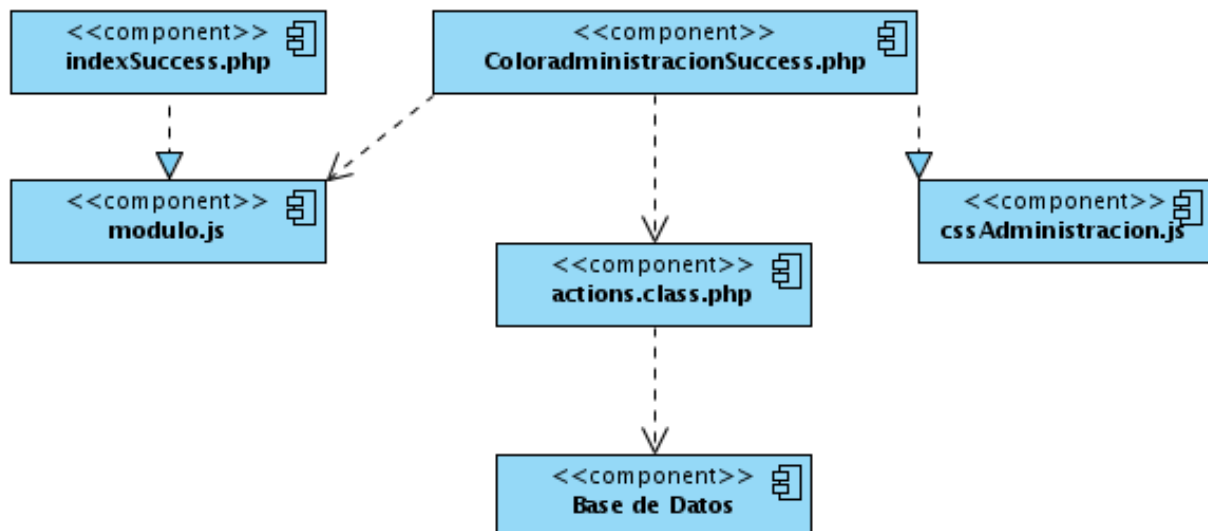 <<component>>
indexSuccess.php
<<component>>
ColoradministracionSuccess.php
<<component>>
modulo.js
<<component>>
cssAdministracion.js
<<component>>
actions.class.php
<<component>>
Base de Datos